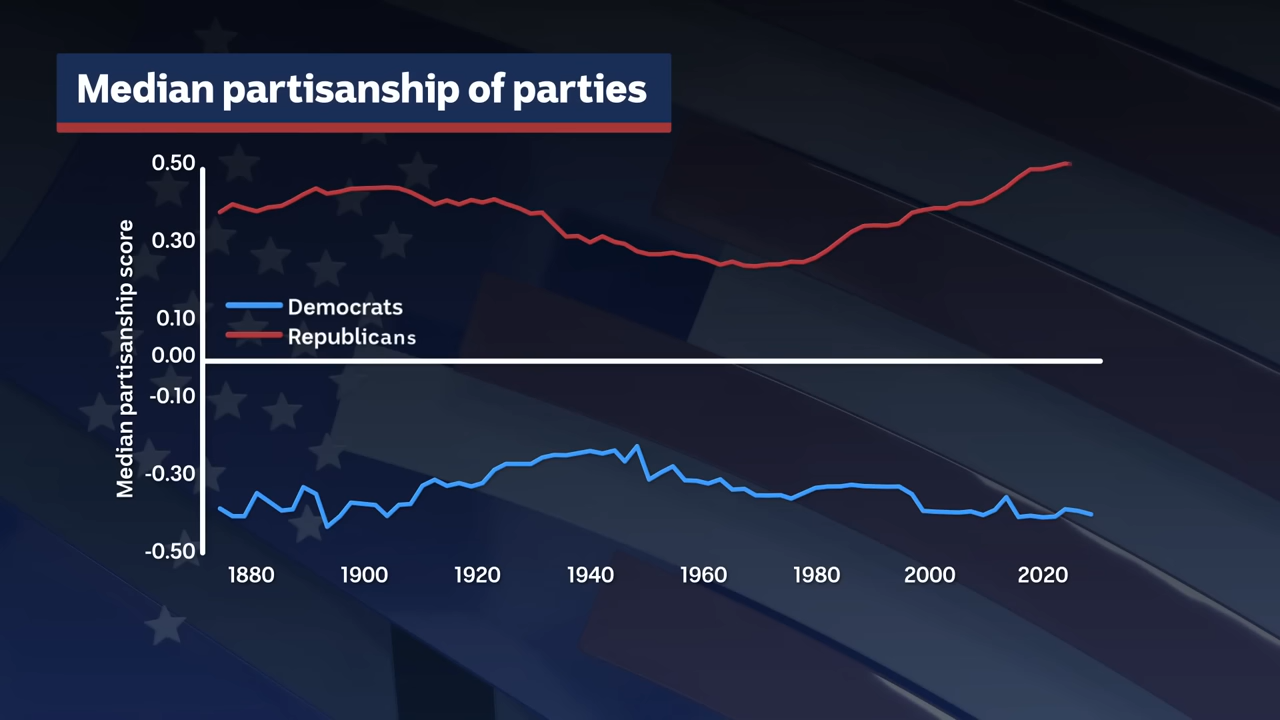 Median partisanship of parties
Median partisanship score
0.50
0.30
0.10
0.00
-0.10
-0.30
-0.50
Democrats
Republicans
1880 1900 1920 1940 1960 1980 2000 2020